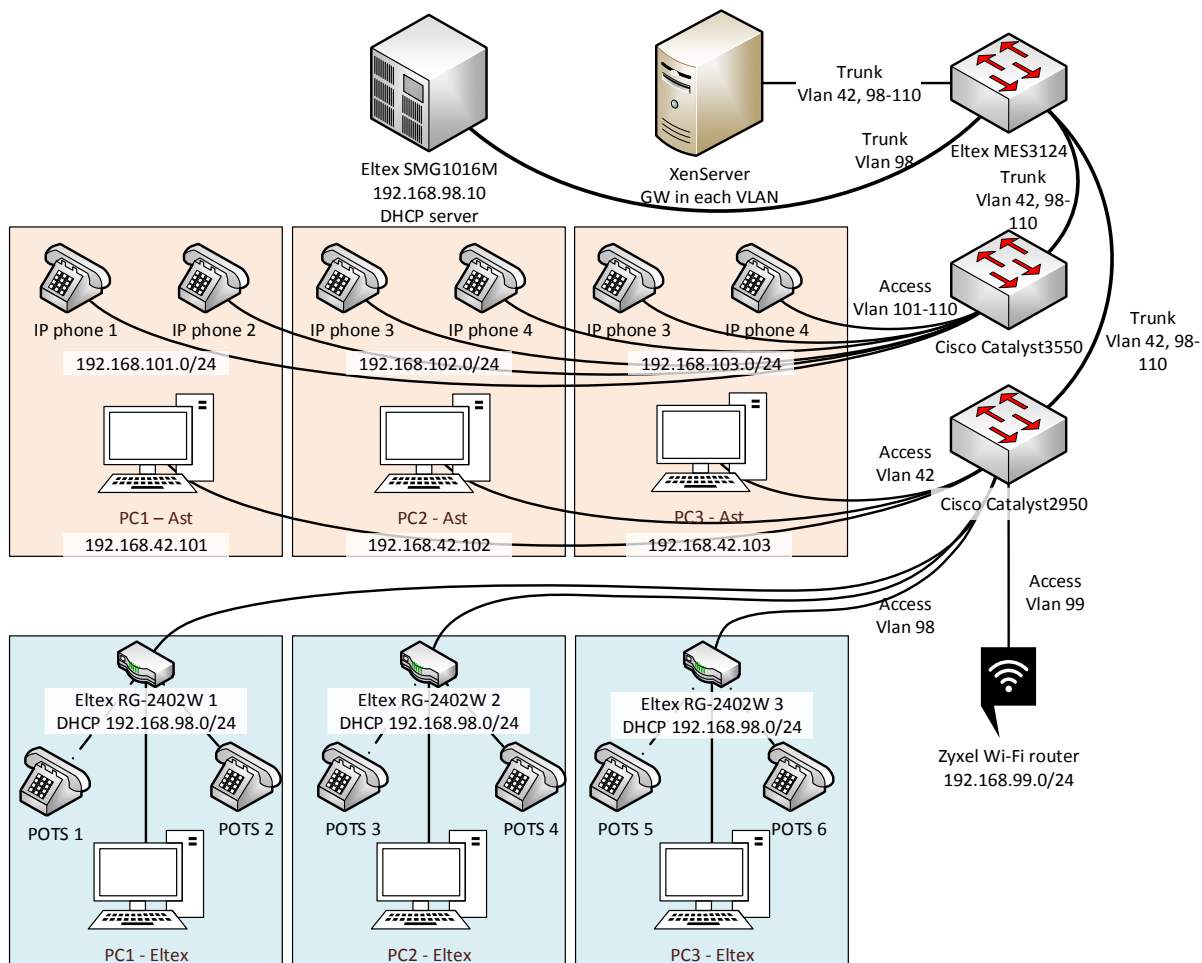 Trunk
Vlan 42, 98-110
Trunk
Vlan 98
Eltex SMG1016M
192.168.98.10
DHCP server
XenServer
GW in each VLAN
Eltex MES3124
Trunk
Vlan 42, 98-
110
IP phone 1
IP phone 2
IP phone 3
IP phone 4
IP phone 3
IP phone 4
Access
Vlan 101-110
Cisco Catalyst3550
Trunk
Vlan 42, 98-
110
192.168.101.0/24
192.168.102.0/24
192.168.103.0/24
Access
Vlan 42
Cisco Catalyst2950
PC1 – Ast
192.168.42.101
PC2 - Ast
192.168.42.102
PC3 - Ast
192.168.42.103
Access
Vlan 98
Access
Vlan 99
Eltex RG-2402W 1
DHCP 192.168.98.0/24
Eltex RG-2402W 2
DHCP 192.168.98.0/24
Eltex RG-2402W 3
DHCP 192.168.98.0/24
Zyxel Wi-Fi router
192.168.99.0/24
POTS 1
POTS 2
POTS 3
POTS 4
POTS 5
POTS 6
PC1 - Eltex
PC2 - Eltex
PC3 - Eltex